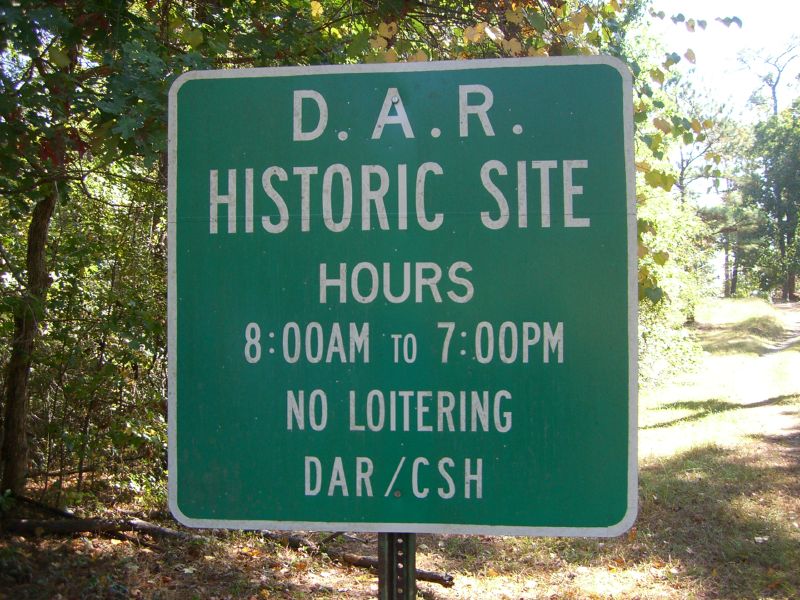 D.A.R.
HISTORIC SITE
HOURS
8:00AM TO 7:00PM
NO LOITERING
DAR/CSH